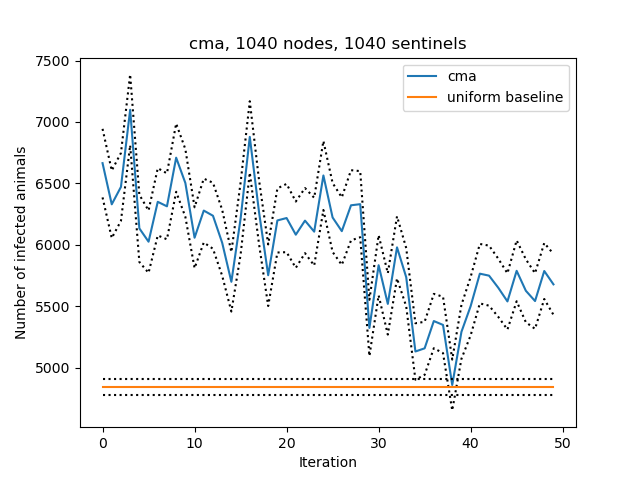 cma, 1040 nodes, 1040 sentinels
cma
uniform baseline
Number of infected animals
7500
7000
6500
6000
5500
5000
0 10 20 30 40 50
Iteration